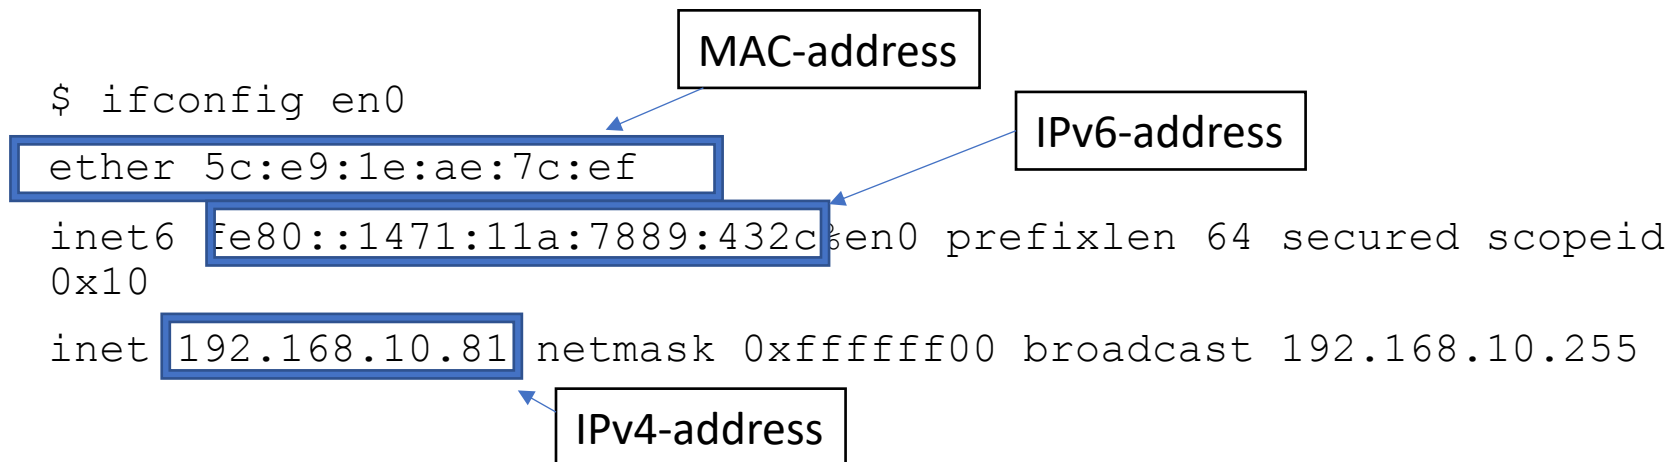 MAC-address
$ ifconfig en0
IPv6-address
ether 5c:e9:1e:ae:7c:ef
inet6 fe80::1471:11a:7889:432c%en0 prefixlen 64 secured scopeid
0x10
inet 192.168.10.81 netmask 0xffffff00 broadcast 192.168.10.255
IPv4-address